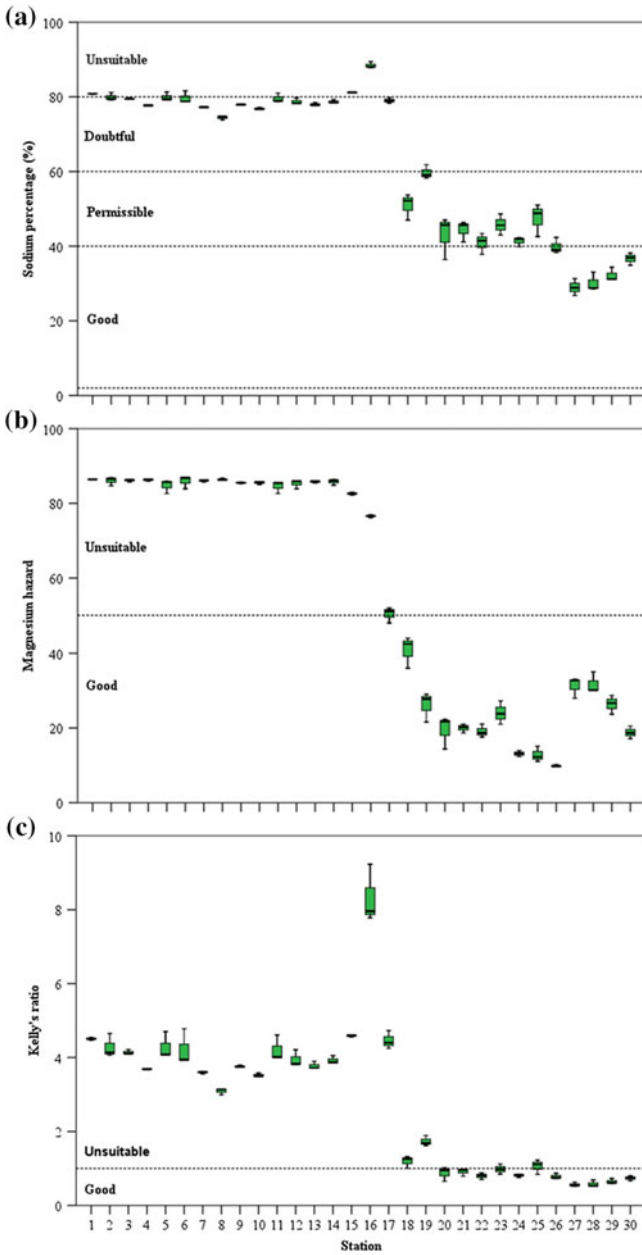 (a)
100
80
60
40
20
0
Sodium percentage (%)
Unsuitable
Doubtful
Permissible
Good
(b)
100
80
60
40
20
0
Magnesium hazard
Unsuitable
Good
(c)
10
8
6
4
2
0
Kelly's ratio
Unsuitable
Good
1 2 3 4 5 6 7 8 9 10 11 12 13 14 15 16 17 18 19 20 21 22 23 24 25 26 27 28 29 30
Station